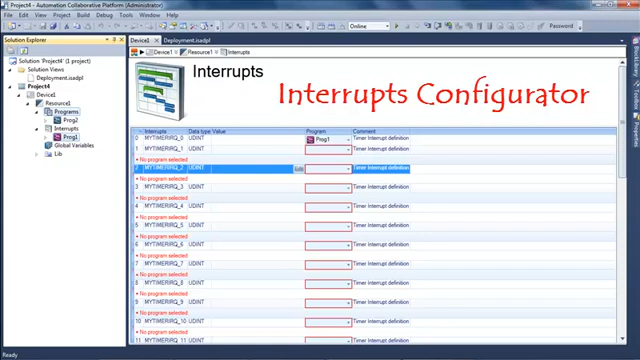 Project4 - Automation Collaborative Platform (Administrator)
File Edit View Project Build Debug Tools Window Help
Online
Password
Solution Explorer
Device1 Deployment.isadpl
Device1 Resource1 Interrupts
Solution 'Project4' (1 project)
Solution Views
Deployment.isadpl
Project4
Device1
Resource1
Programs
Prog2
Interrupts
Prog1
Global Variables
Lib
Interrupts
Interrupts Configurator
Interrupts Data type Value Program Comment
0 MYTIMERIRQ_0 UDINT Prog1 Timer Interrupt definition
1 MYTIMERIRQ_1 UDINT Timer Interrupt definition
No program selected
2 MYTIMERIRQ_2 UDINT Timer Interrupt definition
No program selected
3 MYTIMERIRQ_3 UDINT Timer Interrupt definition
No program selected
4 MYTIMERIRQ_4 UDINT Timer Interrupt definition
No program selected
5 MYTIMERIRQ_5 UDINT Timer Interrupt definition
No program selected
6 MYTIMERIRQ_6 UDINT Timer Interrupt definition
No program selected
7 MYTIMERIRQ_7 UDINT Timer Interrupt definition
No program selected
8 MYTIMERIRQ_8 UDINT Timer Interrupt definition
No program selected
9 MYTIMERIRQ_9 UDINT Timer Interrupt definition
No program selected
10 MYTIMERIRQ_10 UDINT Timer Interrupt definition
No program selected
11 MYTIMERIRQ_11 UDINT Timer Interrupt definition
BlockLibrary
Toolbox
Properties
Ready